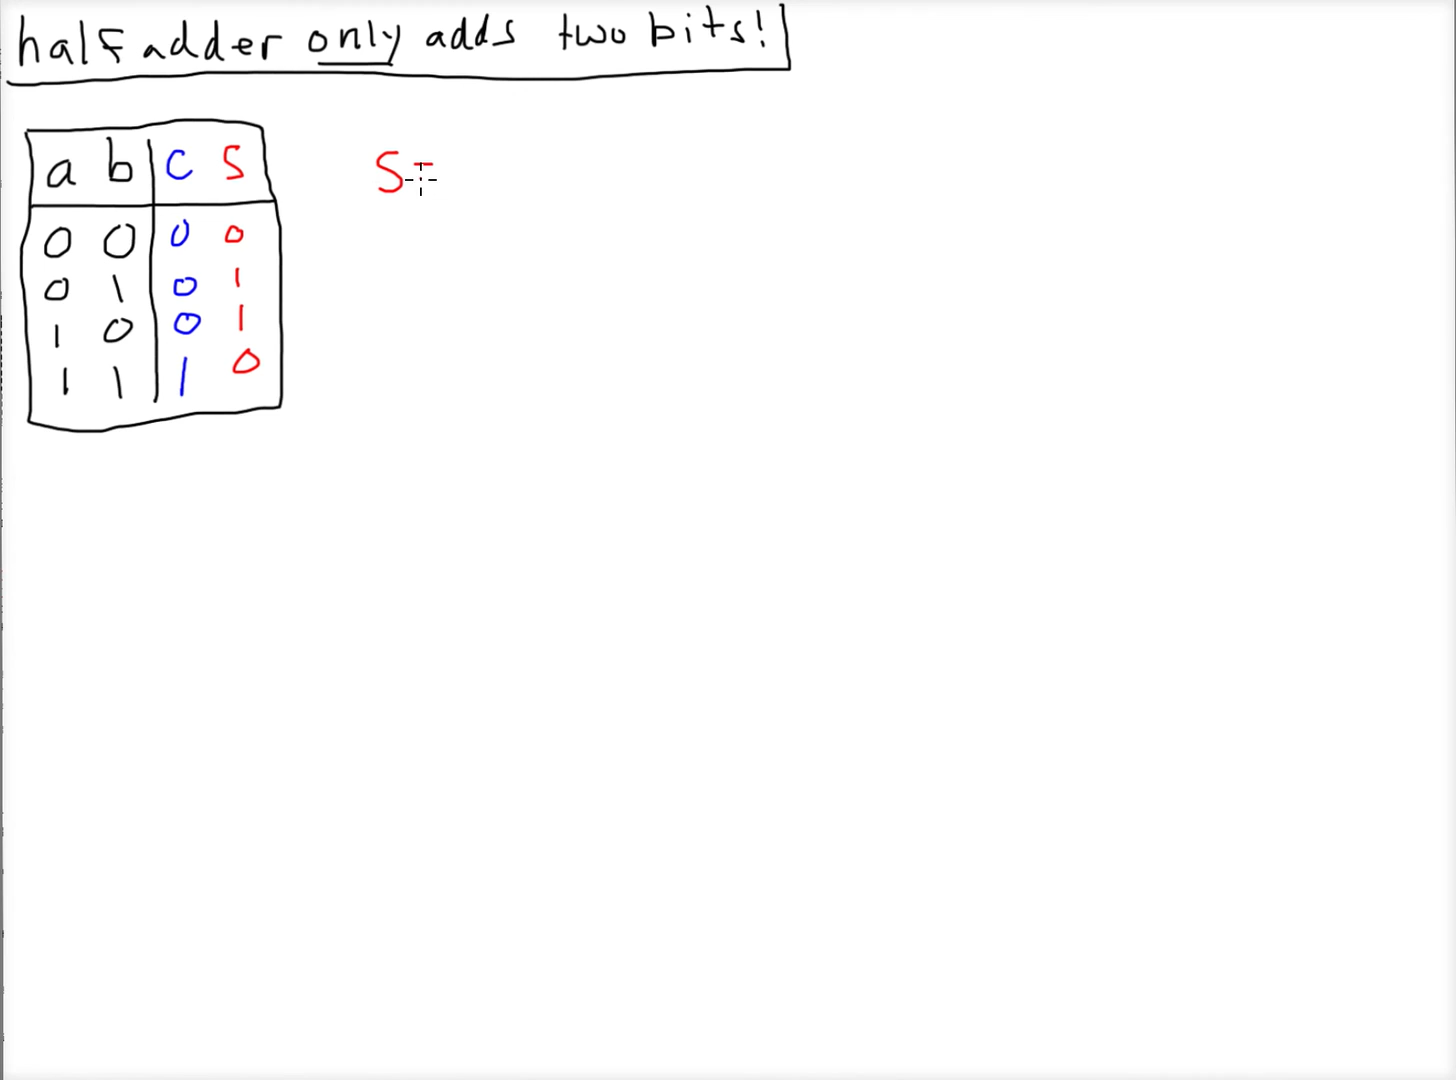 half adder only adds two bits!
a b c s
0 0 0 0
0 1 0 1
1 0 0 1
1 1 1 0
S =